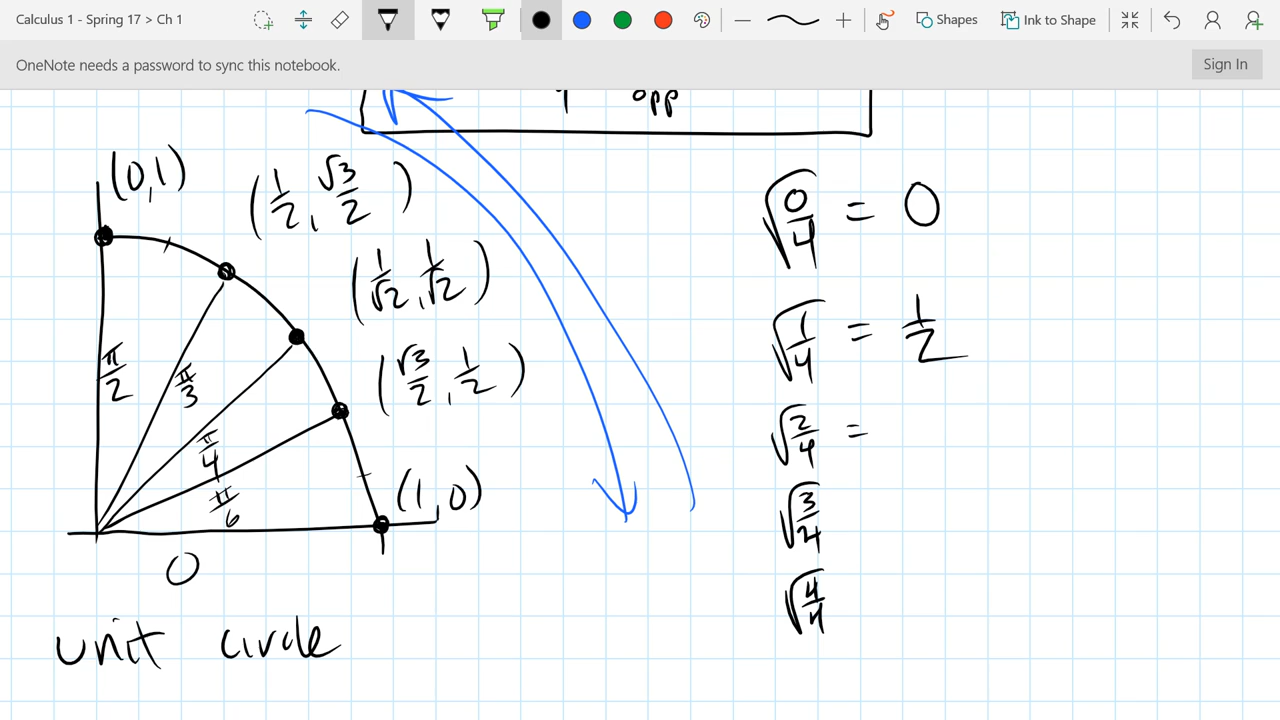 Calculus 1 - Spring 17 > Ch 1
Shapes
Ink to Shape
OneNote needs a password to sync this notebook.
Sign In
opp
(0,1)
(1/2, √3/2)
(1/√2, 1/√2)
(√3/2, 1/2)
(1, 0)
π/2
π/3
π/4
π/6
0
unit circle
√(0/4) = 0
√(1/4) = 1/2
√(2/4) =
√(3/4)
√(4/4)